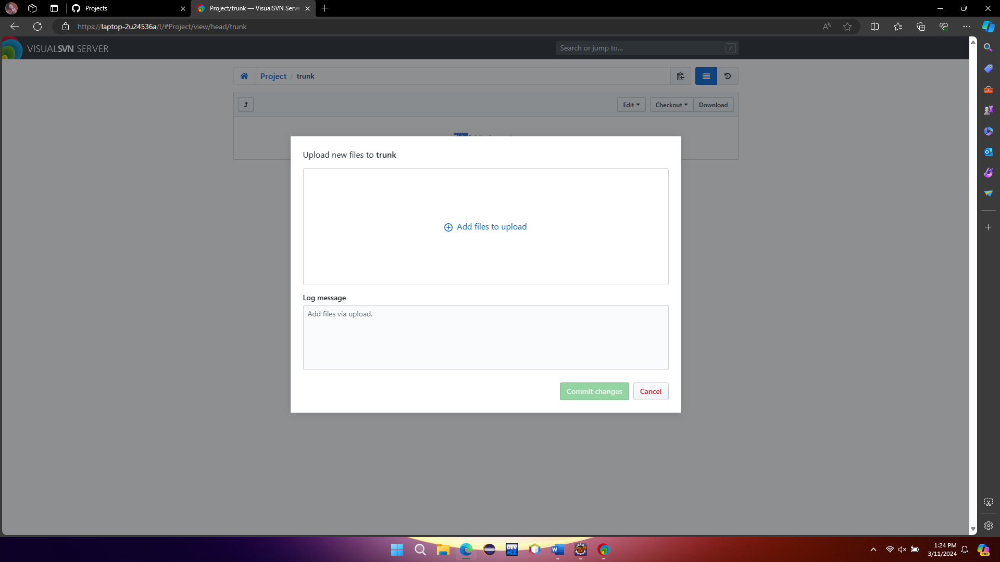 Projects
Project/trunk — VisualSVN Serve
https://laptop-2u24536a/!/#Project/view/head/trunk
VISUALSVN SERVER
Search or jump to...
/
Project / trunk
Edit
Checkout
Download
Upload new files to trunk
Add files to upload
Log message
Add files via upload.
Commit changes
Cancel
DEV
W
1:24 PM
3/11/2024
PRE